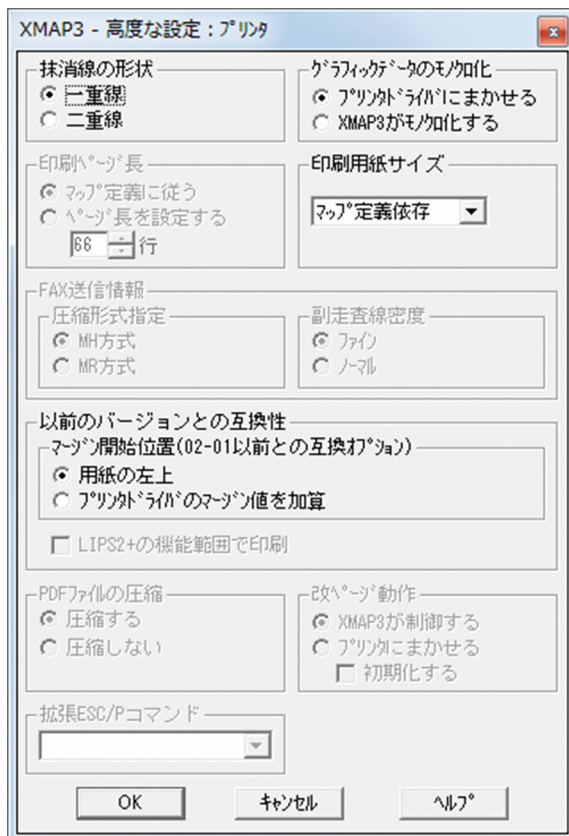 XMAP3 - 高度な設定：ﾌﾟﾘﾝﾀ
抹消線の形状
一重線
二重線
ｸﾞﾗﾌｨｯｸﾃﾞｰﾀのﾓﾉｸﾛ化
ﾌﾟﾘﾝﾀﾄﾞﾗｲﾊﾞにまかせる
XMAP3がﾓﾉｸﾛ化する
印刷ﾍﾟｰｼﾞ長
ﾏｯﾌﾟ定義に従う
ﾍﾟｰｼﾞ長を設定する
66 行
印刷用紙サイズ
ﾏｯﾌﾟ定義依存
FAX送信情報
圧縮形式指定
MH方式
MR方式
副走査線密度
ﾌｧｲﾝ
ﾉｰﾏﾙ
以前のバージョンとの互換性
ﾏｰｼﾞﾝ開始位置(02-01以前との互換ｵﾌﾟｼｮﾝ)
用紙の左上
ﾌﾟﾘﾝﾀﾄﾞﾗｲﾊﾞのﾏｰｼﾞﾝ値を加算
LIPS2+の機能範囲で印刷
PDFﾌｧｲﾙの圧縮
圧縮する
圧縮しない
改ﾍﾟｰｼﾞ動作
XMAP3が制御する
ﾌﾟﾘﾝﾀにまかせる
初期化する
拡張ESC/Pコマンド
OK
ｷｬﾝｾﾙ
ﾍﾙﾌﾟ